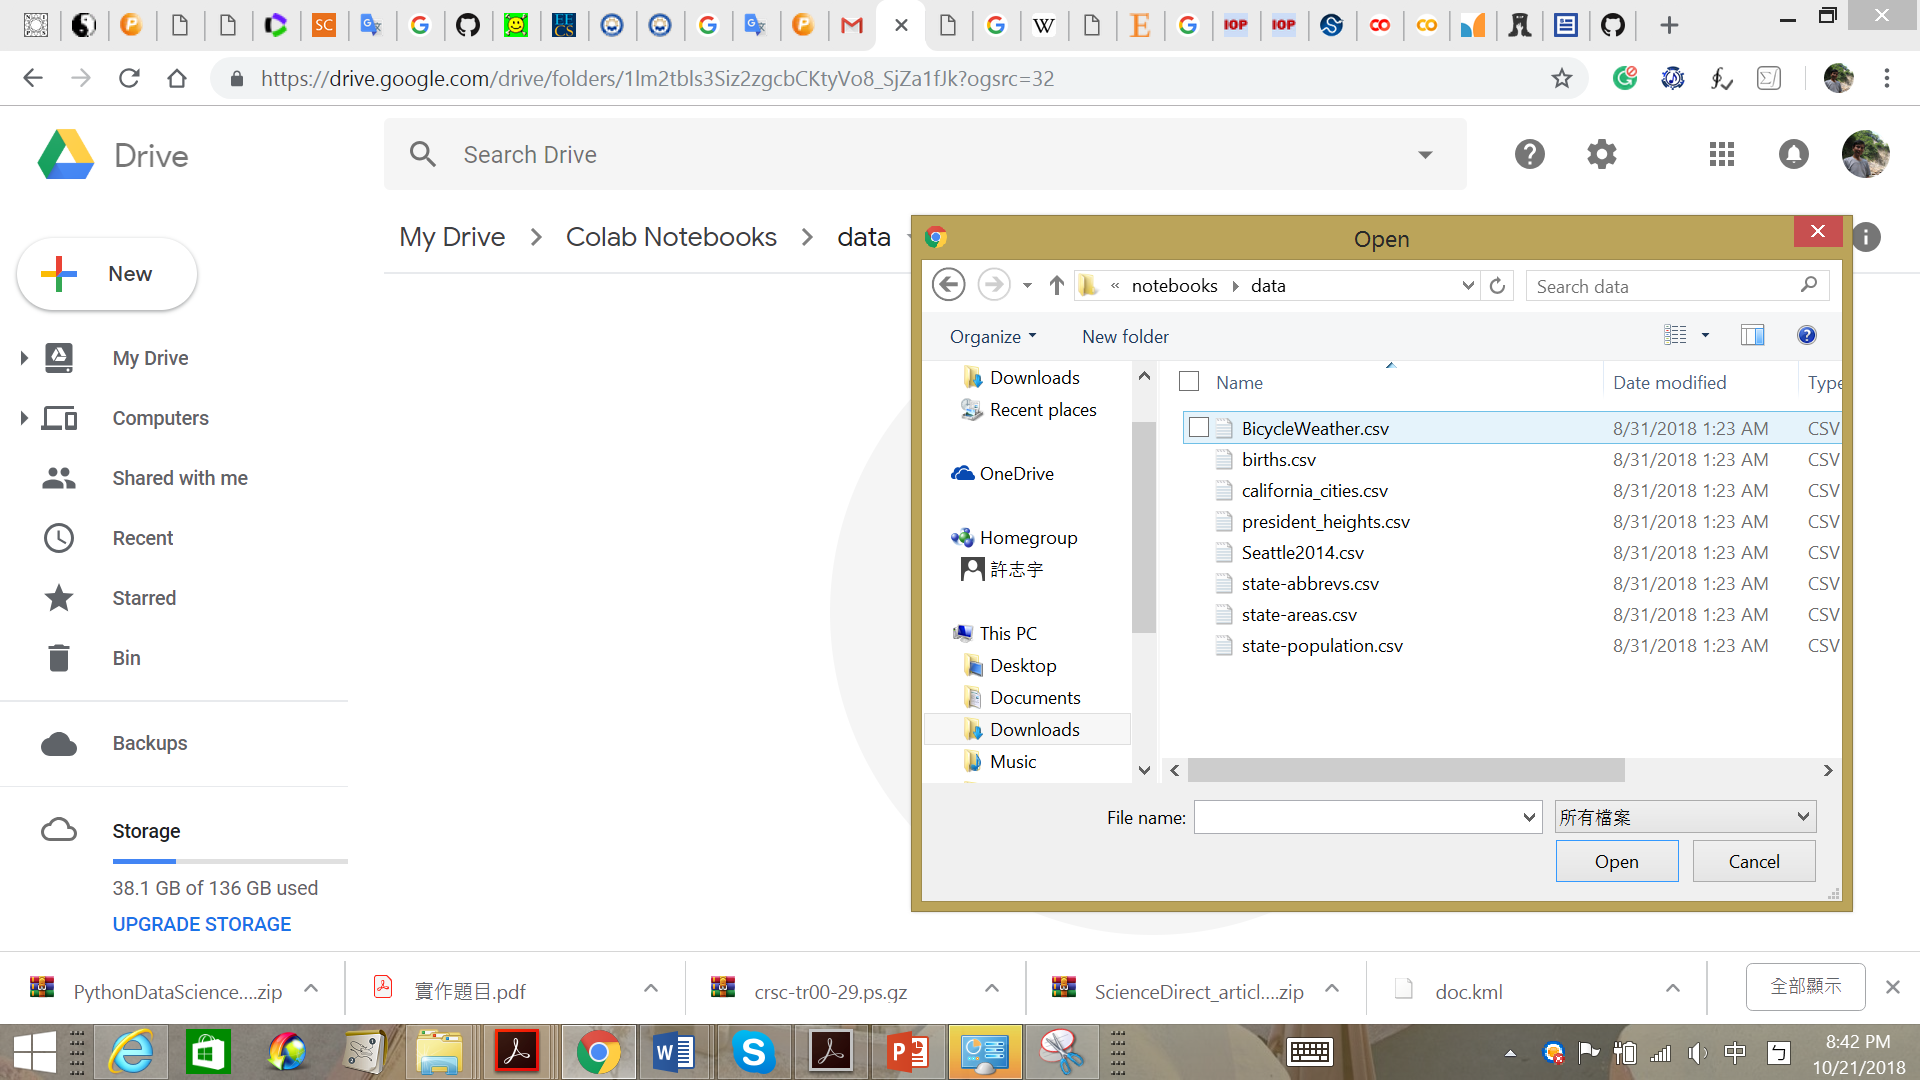 SC
EE
CS
IOP
IOP
https://drive.google.com/drive/folders/1lm2tbls3Siz2zgcbCKtyVo8_SjZa1fJk?ogsrc=32
Drive
Search Drive
My Drive > Colab Notebooks > data
New
My Drive
Computers
Shared with me
Recent
Starred
Bin
Backups
Storage
38.1 GB of 136 GB used
UPGRADE STORAGE
Open
« notebooks data
Search data
Organize New folder
Downloads
Recent places
OneDrive
Homegroup
許志宇
This PC
Desktop
Documents
Downloads
Music
Name Date modified Type
BicycleWeather.csv 8/31/2018 1:23 AM CSV
births.csv 8/31/2018 1:23 AM CSV
california_cities.csv 8/31/2018 1:23 AM CSV
president_heights.csv 8/31/2018 1:23 AM CSV
Seattle2014.csv 8/31/2018 1:23 AM CSV
state-abbrevs.csv 8/31/2018 1:23 AM CSV
state-areas.csv 8/31/2018 1:23 AM CSV
state-population.csv 8/31/2018 1:23 AM CSV
File name: 所有檔案
Open Cancel
PythonDataScience....zip 實作題目.pdf crsc-tr00-29.ps.gz ScienceDirect_articl....zip doc.kml 全部顯示
中 ㄅ 8:42 PM
10/21/2018